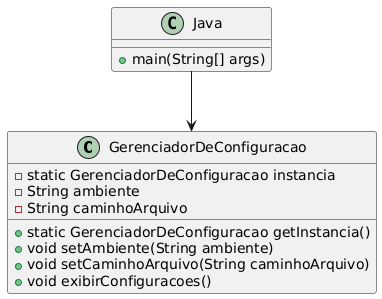 C Java
main(String[] args)
C GerenciadorDeConfiguracao
static GerenciadorDeConfiguracao instancia
String ambiente
String caminhoArquivo
static GerenciadorDeConfiguracao getInstancia()
void setAmbiente(String ambiente)
void setCaminhoArquivo(String caminhoArquivo)
void exibirConfiguracoes()